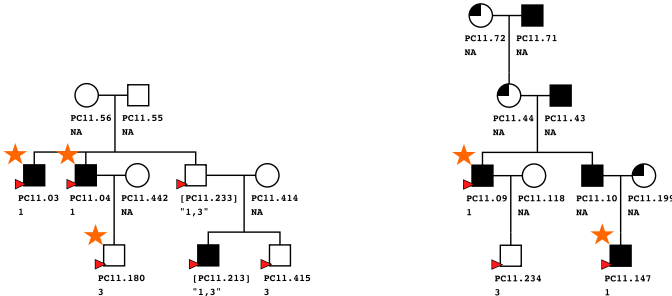 PC11.72 PC11.71
NA NA
PC11.56 PC11.55
NA NA
PC11.44 PC11.43
NA NA
PC11.03 PC11.04 PC11.442 [PC11.233] PC11.414
1 1 NA "1,3" NA
PC11.09 PC11.118 PC11.10 PC11.199
1 NA NA NA
PC11.180 [PC11.213] PC11.415
3 "1,3" 3
PC11.234 PC11.147
3 1